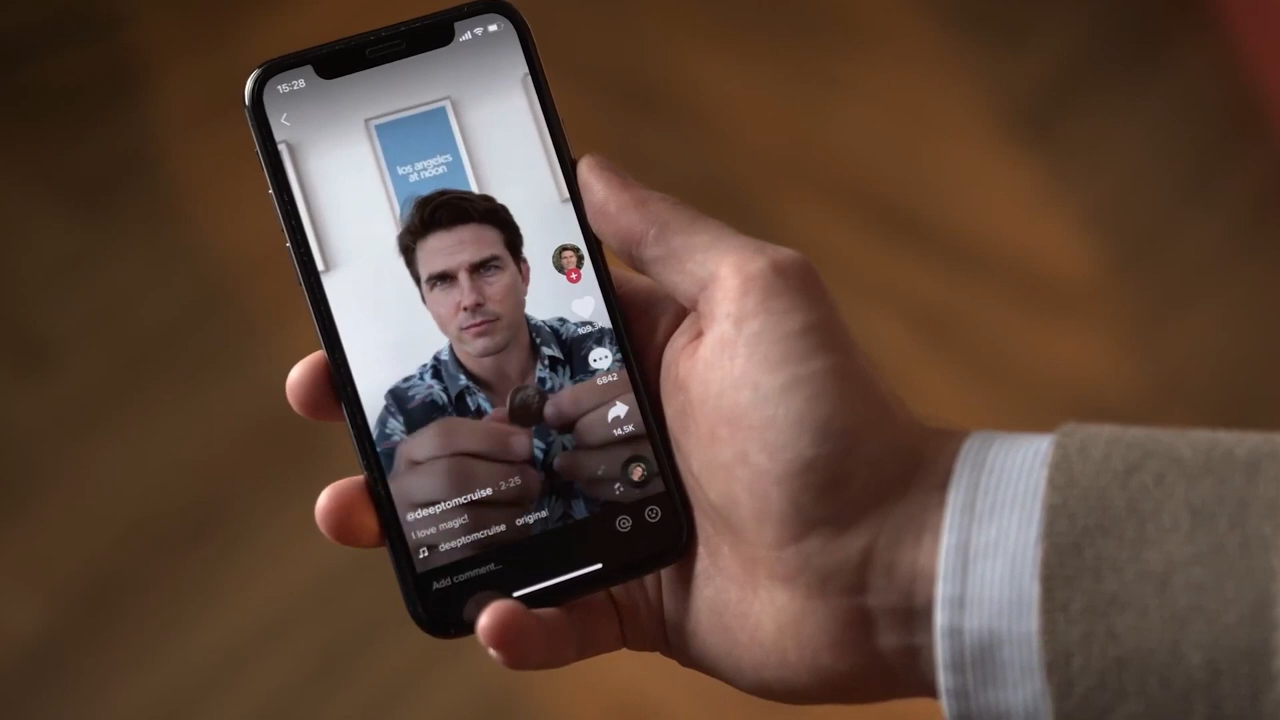 15:28
los angeles
at noon
109.3K
6842
14,5K
@deeptomcruise · 2-25
I love magic!
deeptomcruise original
Add comment...